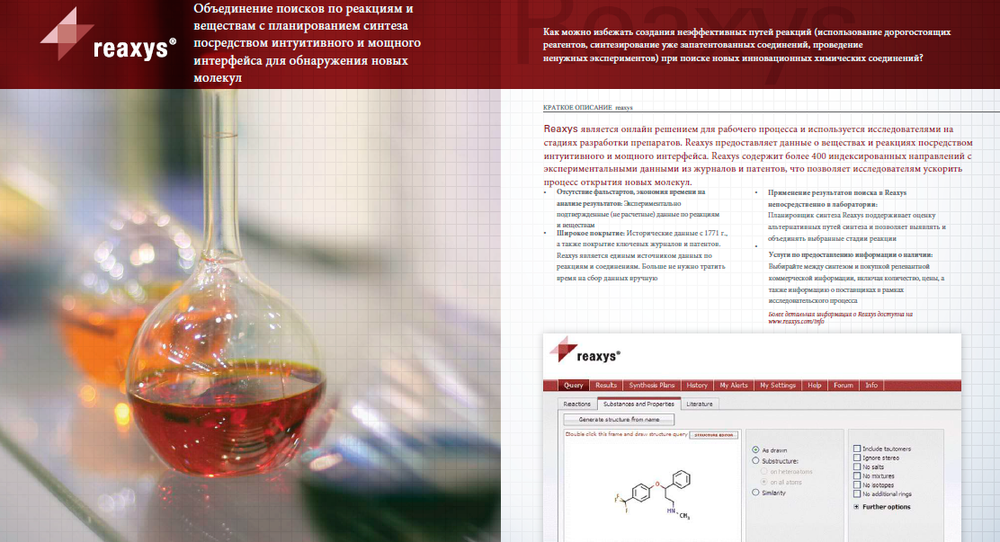 reaxys®
Объединение поисков по реакциям и
веществам с планированием синтеза
посредством интуитивного и мощного
интерфейса для обнаружения новых
молекул
Reaxys
Как можно избежать создания неэффективных путей реакций (использование дорогостоящих
реагентов, синтезирование уже запатентованных соединений, проведение
ненужных экспериментов) при поиске новых инновационных химических соединений?
КРАТКОЕ ОПИСАНИЕ reaxys
Reaxys является онлайн решением для рабочего процесса и используется исследователями на
стадиях разработки препаратов. Reaxys предоставляет данные о веществах и реакциях посредством
интуитивного и мощного интерфейса. Reaxys содержит более 400 индексированных направлений с
экспериментальными данными из журналов и патентов, что позволяет исследователям ускорить
процесс открытия новых молекул.
• Отсутствие фальстартов, экономия времени на
анализе результатов: Экспериментально
подтвержденные (не расчетные) данные по реакциям
и веществам
• Широкое покрытие: Исторические данные с 1771 г.,
а также покрытие ключевых журналов и патентов.
Reaxys является единым источником данных по
реакциям и соединениям. Больше не нужно тратить
время на сбор данных вручную
• Применение результатов поиска в Reaxys
непосредственно в лаборатории:
Планировщик синтеза Reaxys поддерживает оценку
альтернативных путей синтеза и позволяет выявлять и
объединять выбранные стадии реакции
•
Услуги по предоставлению информации о наличии:
Выбирайте между синтезом и покупкой релевантной
коммерческой информации, включая количество, цены, а
также информацию о поставщиках в рамках
исследовательского процесса
Более детальная информация о Reaxys доступна на
www.reaxys.com/info
reaxys®
Query Results Synthesis Plans History My Alerts My Settings Help Forum Info
Reactions Substances and Properties Literature
Generate structure from name
Double click this frame and draw structure query STRUCTURE EDITOR
As drawn
Substructure:
on heteroatoms
on all atoms
Similarity
Include tautomers
Ignore stereo
No salts
No mixtures
No isotopes
No additional rings
Further options
F
F
F
O
HN
CH₃